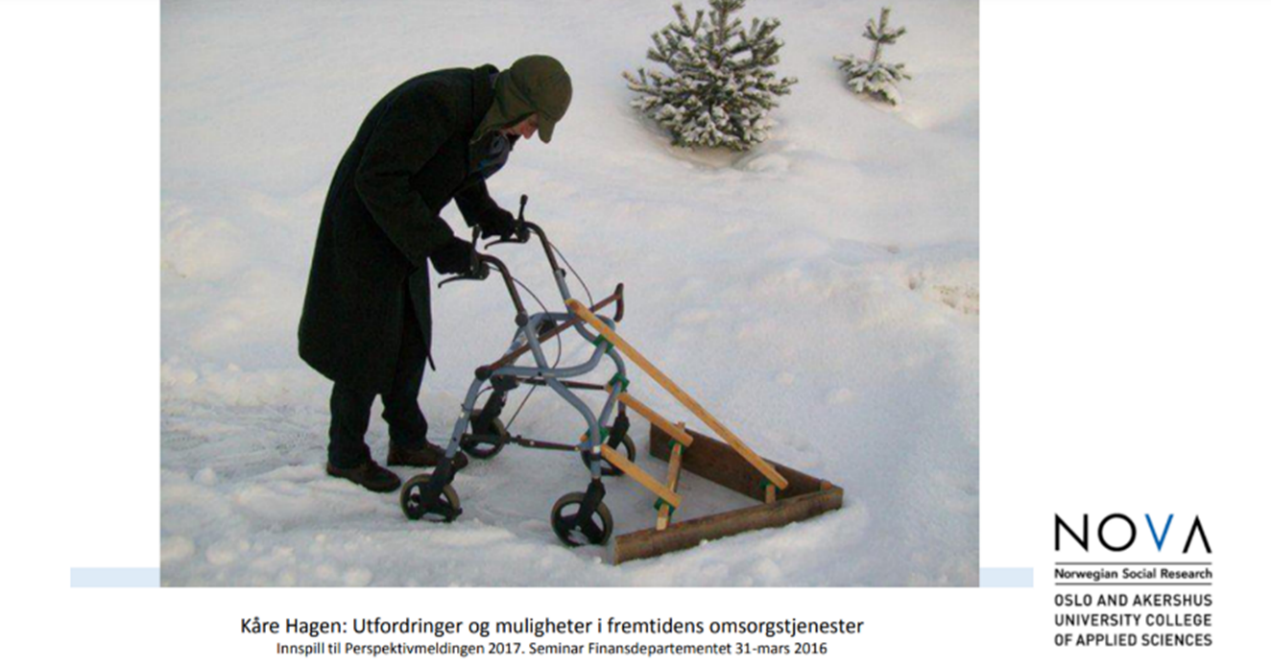 Kåre Hagen: Utfordringer og muligheter i fremtidens omsorgstjenester
Innspill til Perspektivmeldingen 2017. Seminar Finansdepartementet 31-mars 2016
NOVA
Norwegian Social Research
OSLO AND AKERSHUS
UNIVERSITY COLLEGE
OF APPLIED SCIENCES